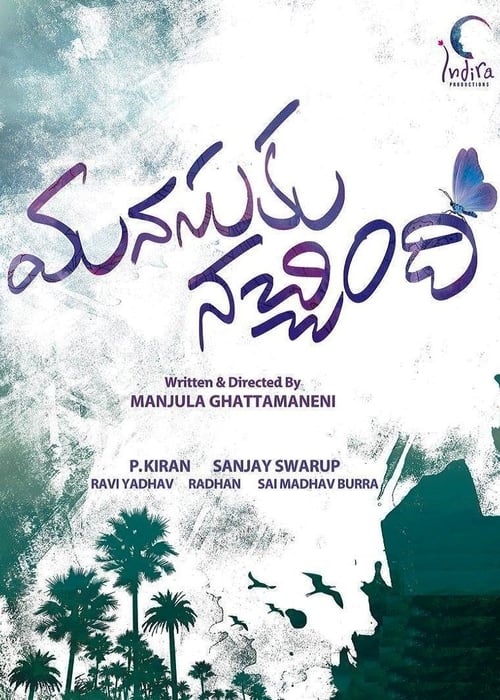 Indira
PRODUCTIONS
మనసుకు
నచ్చింది
Written & Directed By
MANJULA GHATTAMANENI
P.KIRAN SANJAY SWARUP
RAVI YADHAV RADHAN SAI MADHAV BURRA